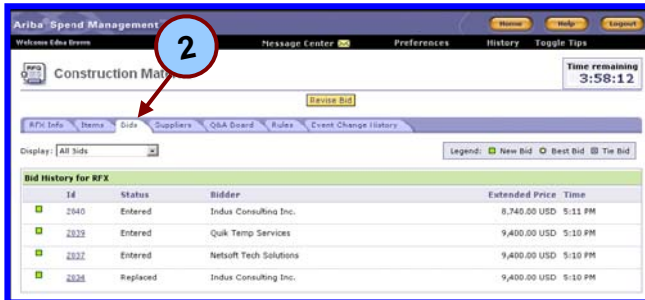 Ariba Spend Management
Home Help Logout
Welcome Edna Brown Message Center Preferences History Toggle Tips
2
RFQ
Construction
Time remaining
3:58:12
Revise Bid
RFX Info Items Bids Suppliers Q&A Board Rules Event Change History
Display: All Bids Legend: New Bid Best Bid Tie Bid
Bid History for RFX
Id Status Bidder Extended Price Time
2840 Entered Indus Consulting Inc. 8,740.00 USD 5:11 PM
2839 Entered Quik Temp Services 9,400.00 USD 5:10 PM
2837 Entered Netsoft Tech Solutions 9,400.00 USD 5:10 PM
2834 Replaced Indus Consulting Inc. 9,400.00 USD 5:10 PM